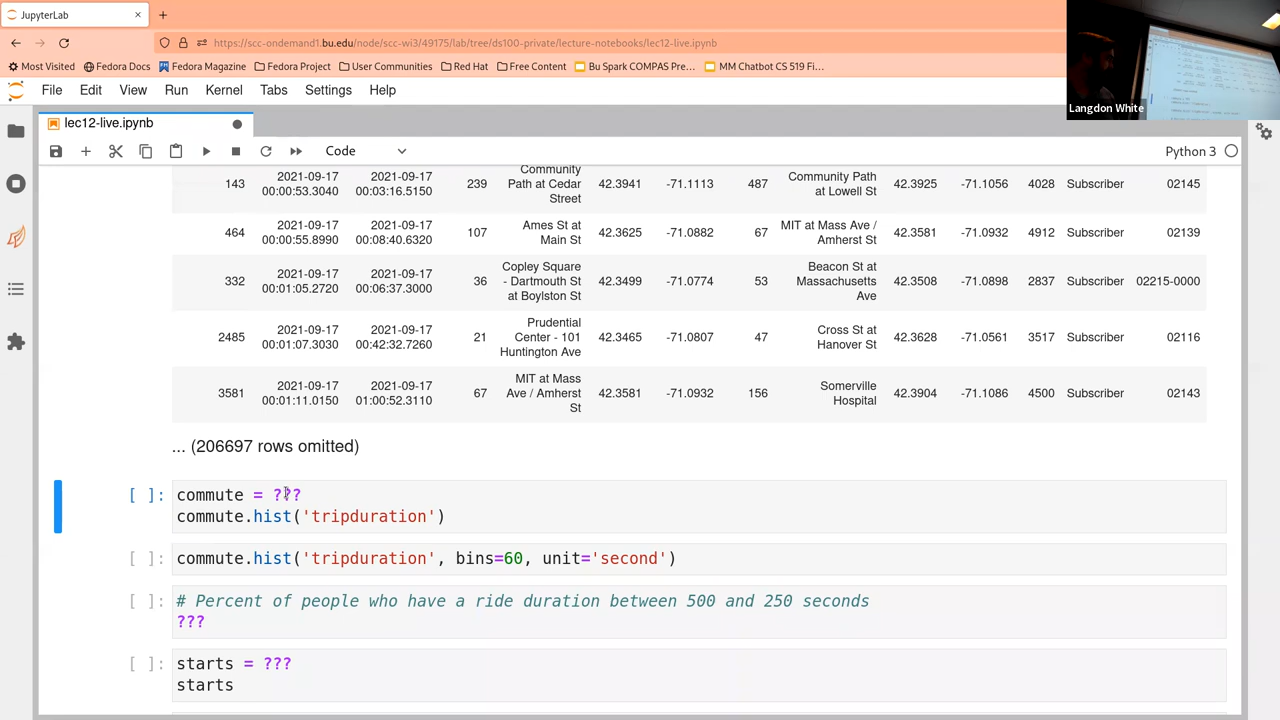 JupyterLab
https://scc-ondemand1.bu.edu/node/scc-wi3/49175/lab/tree/ds100-private/lecture-notebooks/lec12-live.ipynb
Most Visited Fedora Docs Fedora Magazine Fedora Project User Communities Red Hat Free Content Bu Spark COMPAS Pre... MM Chatbot CS 519 Fi...
Langdon White
File Edit View Run Kernel Tabs Settings Help
lec12-live.ipynb
Code Python 3
143 2021-09-17 00:00:53.3040 2021-09-17 00:03:16.5150 239 Community Path at Cedar Street 42.3941 -71.1113 487 Community Path at Lowell St 42.3925 -71.1056 4028 Subscriber 02145
464 2021-09-17 00:00:55.8990 2021-09-17 00:08:40.6320 107 Ames St at Main St 42.3625 -71.0882 67 MIT at Mass Ave / Amherst St 42.3581 -71.0932 4912 Subscriber 02139
332 2021-09-17 00:01:05.2720 2021-09-17 00:06:37.3000 36 Copley Square - Dartmouth St at Boylston St 42.3499 -71.0774 53 Beacon St at Massachusetts Ave 42.3508 -71.0898 2837 Subscriber 02215-0000
2485 2021-09-17 00:01:07.3030 2021-09-17 00:42:32.7260 21 Prudential Center - 101 Huntington Ave 42.3465 -71.0807 47 Cross St at Hanover St 42.3628 -71.0561 3517 Subscriber 02116
3581 2021-09-17 00:01:11.0150 2021-09-17 01:00:52.3110 67 MIT at Mass Ave / Amherst St 42.3581 -71.0932 156 Somerville Hospital 42.3904 -71.1086 4500 Subscriber 02143
... (206697 rows omitted)
[ ]: commute = ???
commute.hist('tripduration')
[ ]: commute.hist('tripduration', bins=60, unit='second')
[ ]: # Percent of people who have a ride duration between 500 and 250 seconds
???
[ ]: starts = ???
starts